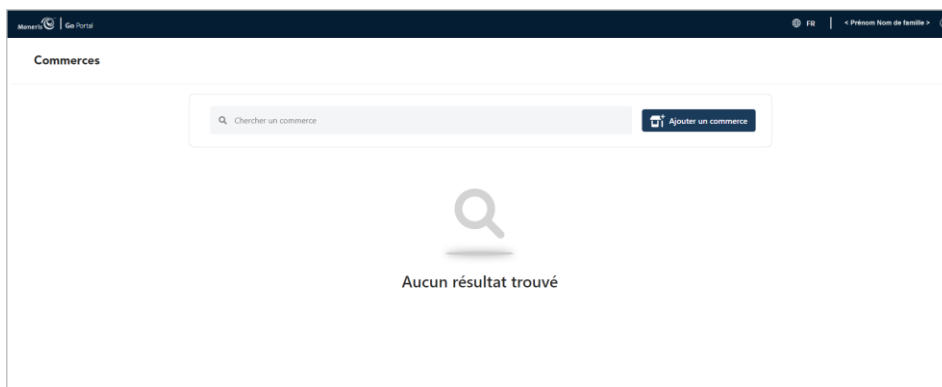 Moneris | Go Portal
FR | < Prénom Nom de famille >
Commerces
Chercher un commerce
Ajouter un commerce
Aucun résultat trouvé